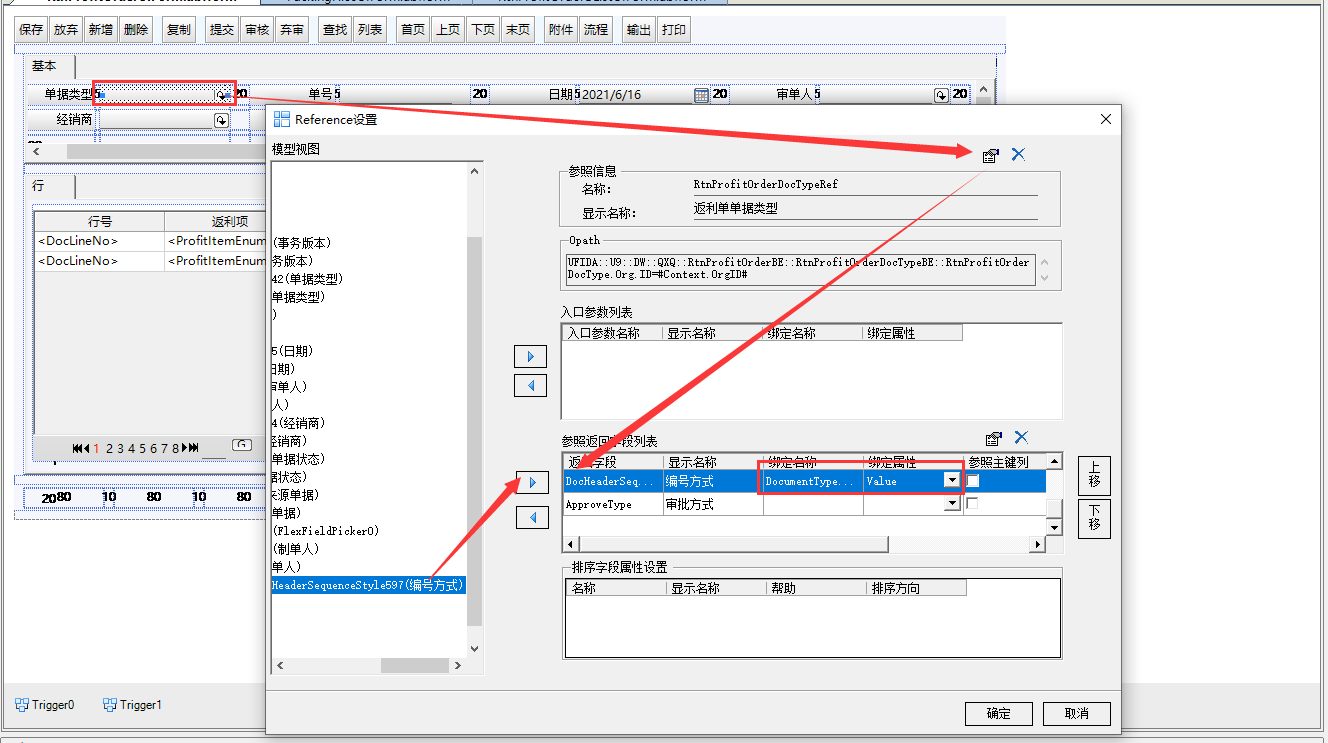 保存 放弃 新增 删除 复制 提交 审核 弃审 查找 列表 首页 上页 下页 末页 附件 流程 输出 打印
基本
单据类型 5 20 单号 5 20 日期 5 2021/6/16 20 审单人 5 20
经销商
行
行号 返利项
<DocLineNo> <ProfitItemEnum
<DocLineNo> <ProfitItemEnum
1 2 3 4 5 6 7 8 G
20 80 10 80 10 80
Trigger0 Trigger1
Reference设置
模型视图
(事务版本)
务版本)
42(单据类型)
单据类型)
)
5(日期)
日期)
审单人)
人)
4(经销商)
经销商)
单据状态)
据状态)
来源单据)
单据)
(FlexFieldPicker0)
(制单人)
单人)
HeaderSequenceStyle597(编号方式)
参照信息
名称: RtnProfitOrderDocTypeRef
显示名称: 返利单单据类型
Opath
UFIDA::U9::DW::QXQ::RtnProfitOrderBE::RtnProfitOrderDocTypeBE::RtnProfitOrder
DocType.Org.ID=#Context.OrgID#
入口参数列表
入口参数名称 显示名称 绑定名称 绑定属性
参照返回字段列表
返回字段 显示名称 绑定名称 绑定属性 参照主键列
DocHeaderSeq... 编号方式 DocumentType... Value
ApproveType 审批方式
上移
下移
排序字段属性设置
名称 显示名称 帮助 排序方向
确定 取消